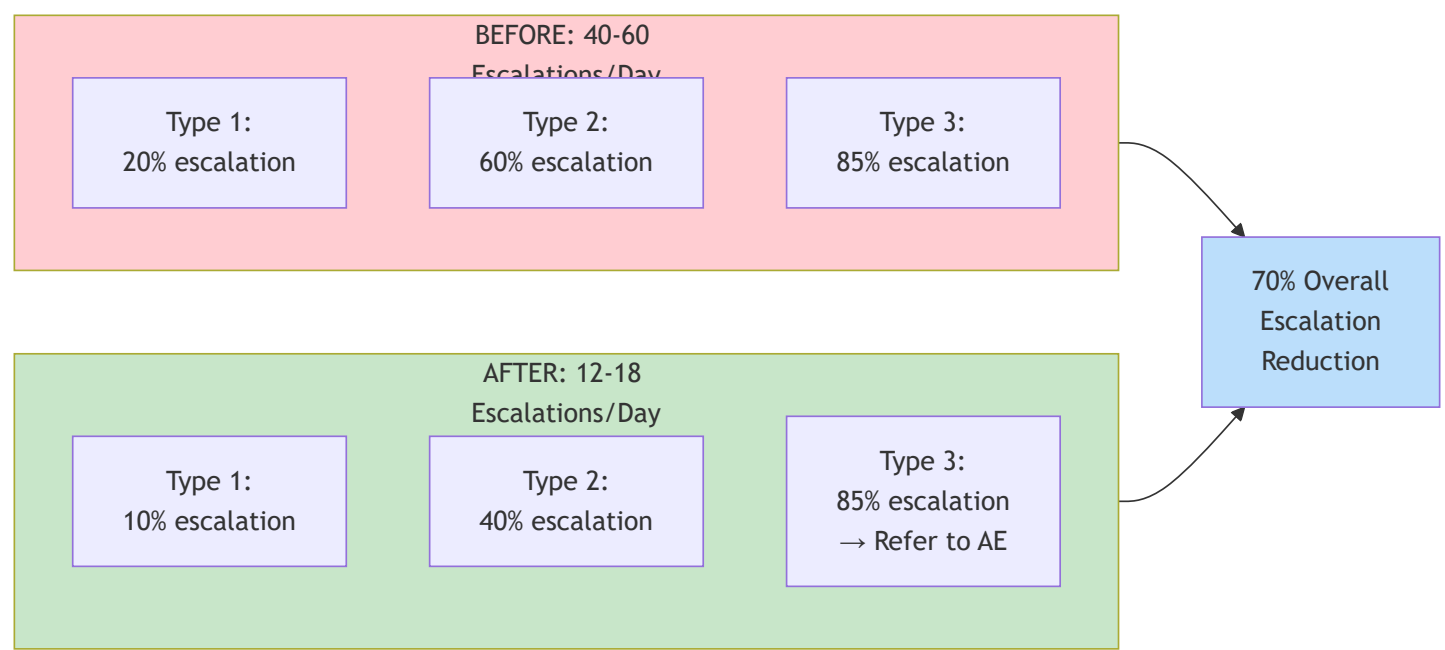 BEFORE: 40-60
Escalations/Day
Type 1:
20% escalation
Type 2:
60% escalation
Type 3:
85% escalation
70% Overall
Escalation
Reduction
AFTER: 12-18
Escalations/Day
Type 1:
10% escalation
Type 2:
40% escalation
Type 3:
85% escalation
→ Refer to AE